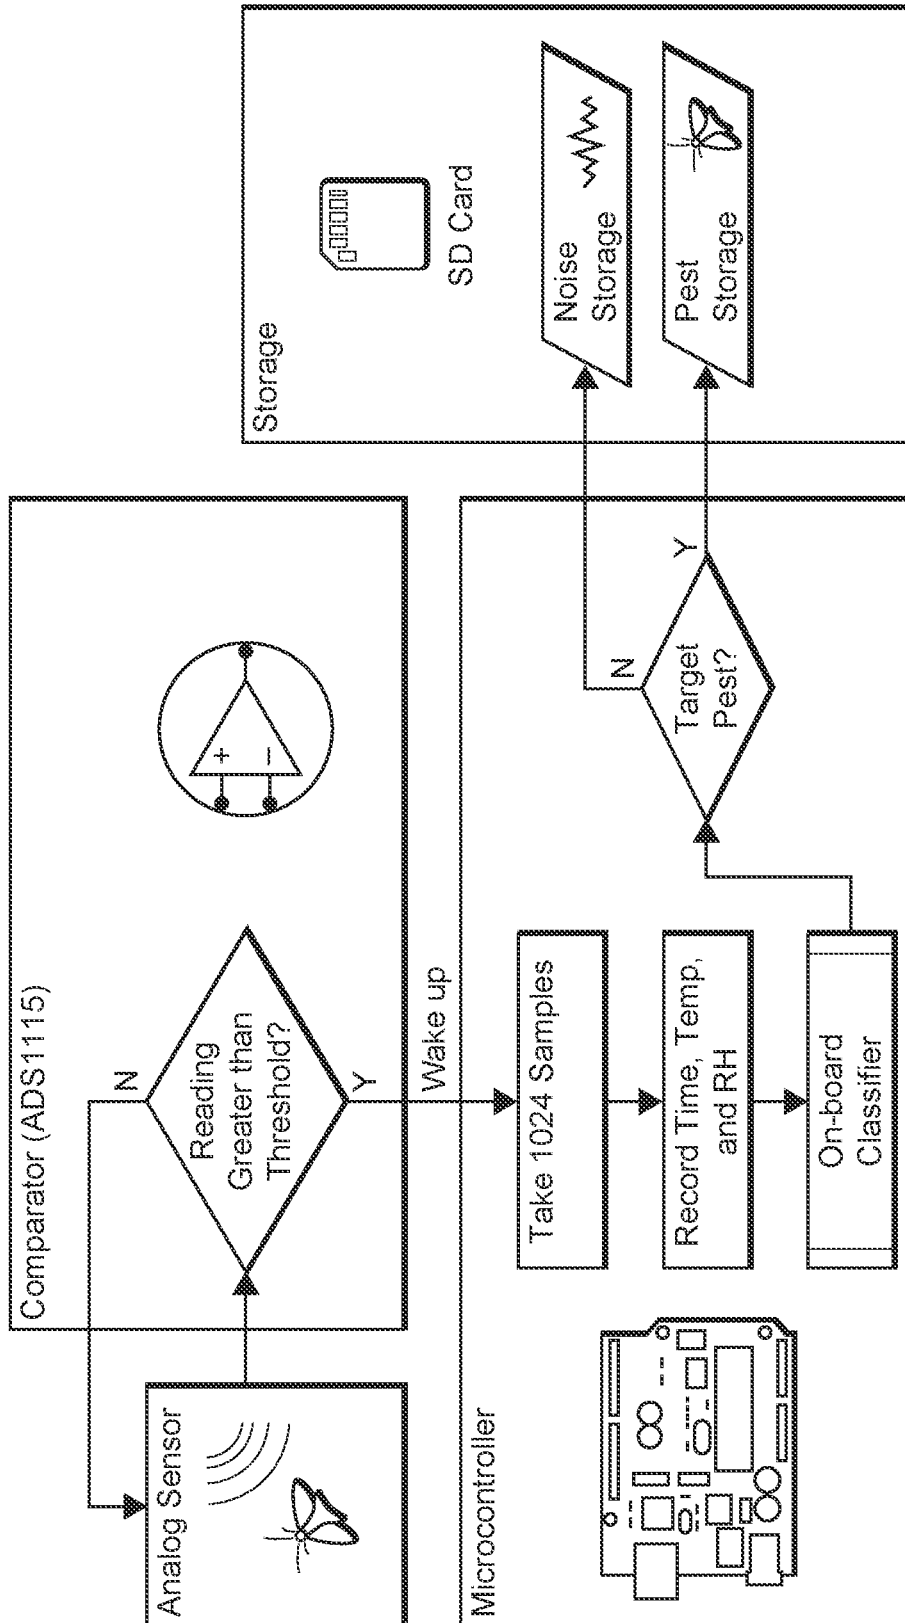 Analog Sensor
Comparator (ADS1115)
Reading
Greater than
Threshold?
N
Y
+
−
Wake up
Microcontroller
Take 1024 Samples
Record Time, Temp,
and RH
On-board
Classifier
Target
Pest?
N
Y
Storage
SD Card
Noise
Storage
Pest
Storage